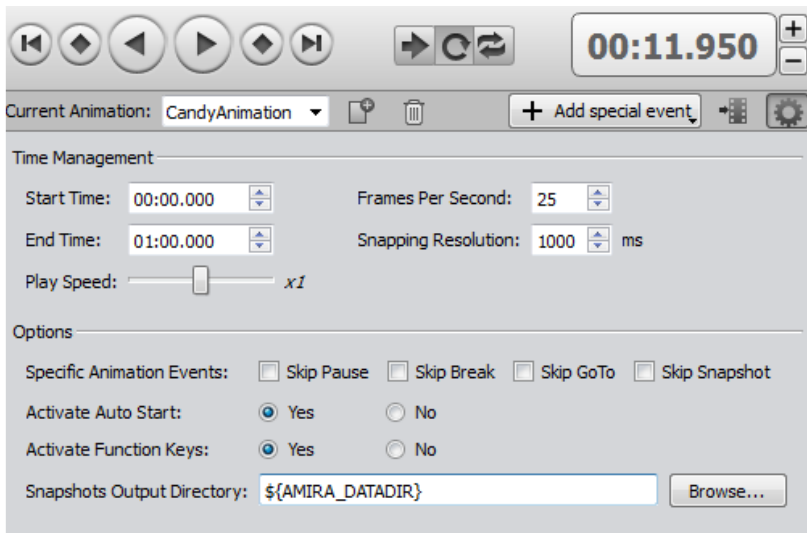 00:11.950
Current Animation: CandyAnimation + Add special event
Time Management
Start Time: 00:00.000 Frames Per Second: 25
End Time: 01:00.000 Snapping Resolution: 1000 ms
Play Speed: x1
Options
Specific Animation Events: Skip Pause Skip Break Skip GoTo Skip Snapshot
Activate Auto Start: Yes No
Activate Function Keys: Yes No
Snapshots Output Directory: ${AMIRA_DATADIR} Browse...